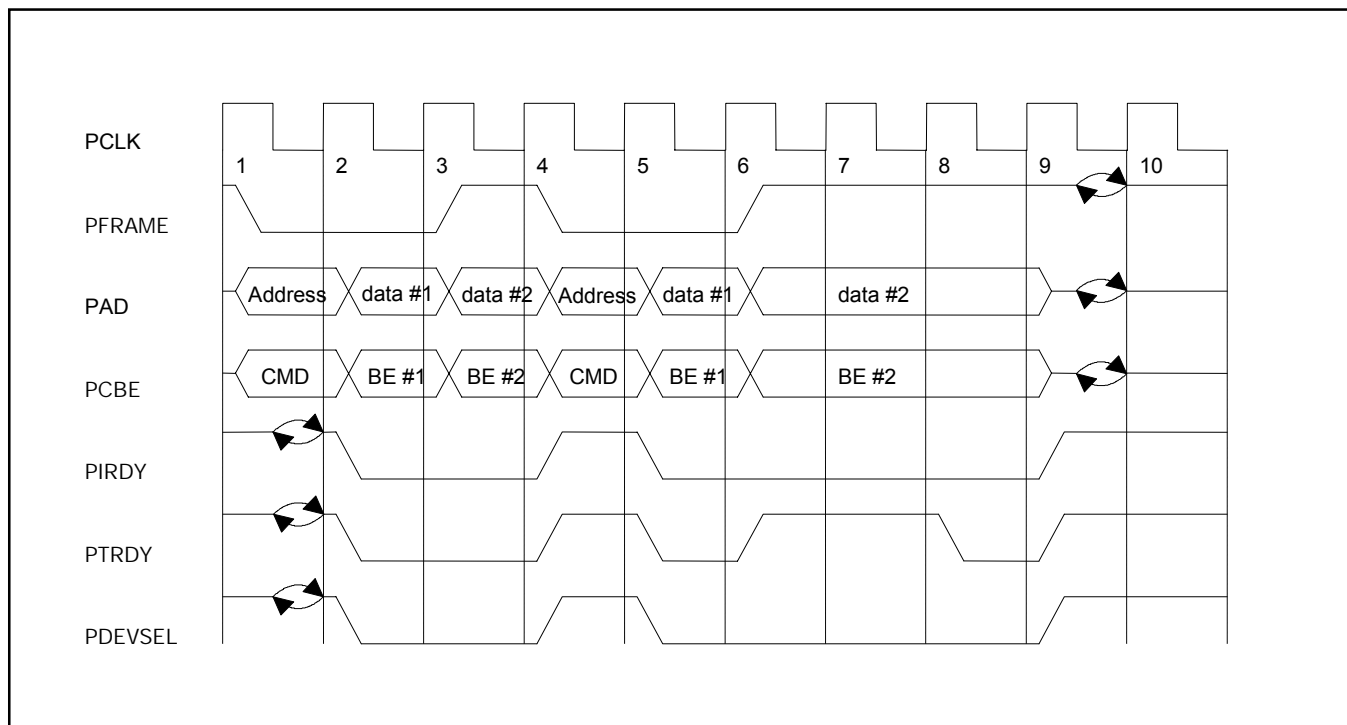 PCLK
1 2 3 4 5 6 7 8 9 10
PFRAME
PAD
Address data #1 data #2 Address data #1 data #2
PCBE
CMD BE #1 BE #2 CMD BE #1 BE #2
PIRDY
PTRDY
PDEVSEL